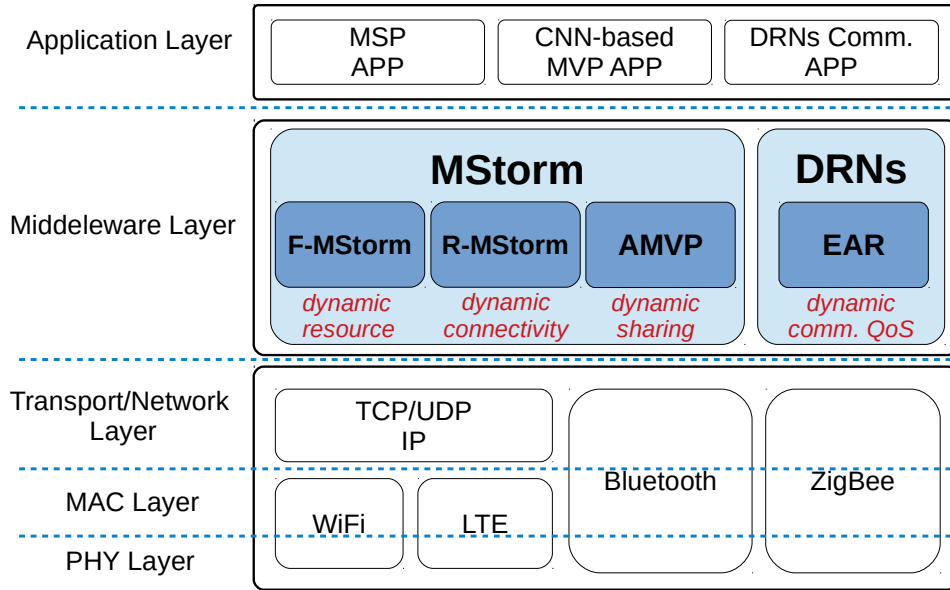 Application Layer
MSP
APP
CNN-based
MVP APP
DRNs Comm.
APP
Middeleware Layer
MStorm
F-MStorm
dynamic
resource
R-MStorm
dynamic
connectivity
AMVP
dynamic
sharing
DRNs
EAR
dynamic
comm. QoS
Transport/Network
Layer
TCP/UDP
IP
Bluetooth
ZigBee
MAC Layer
WiFi
LTE
PHY Layer